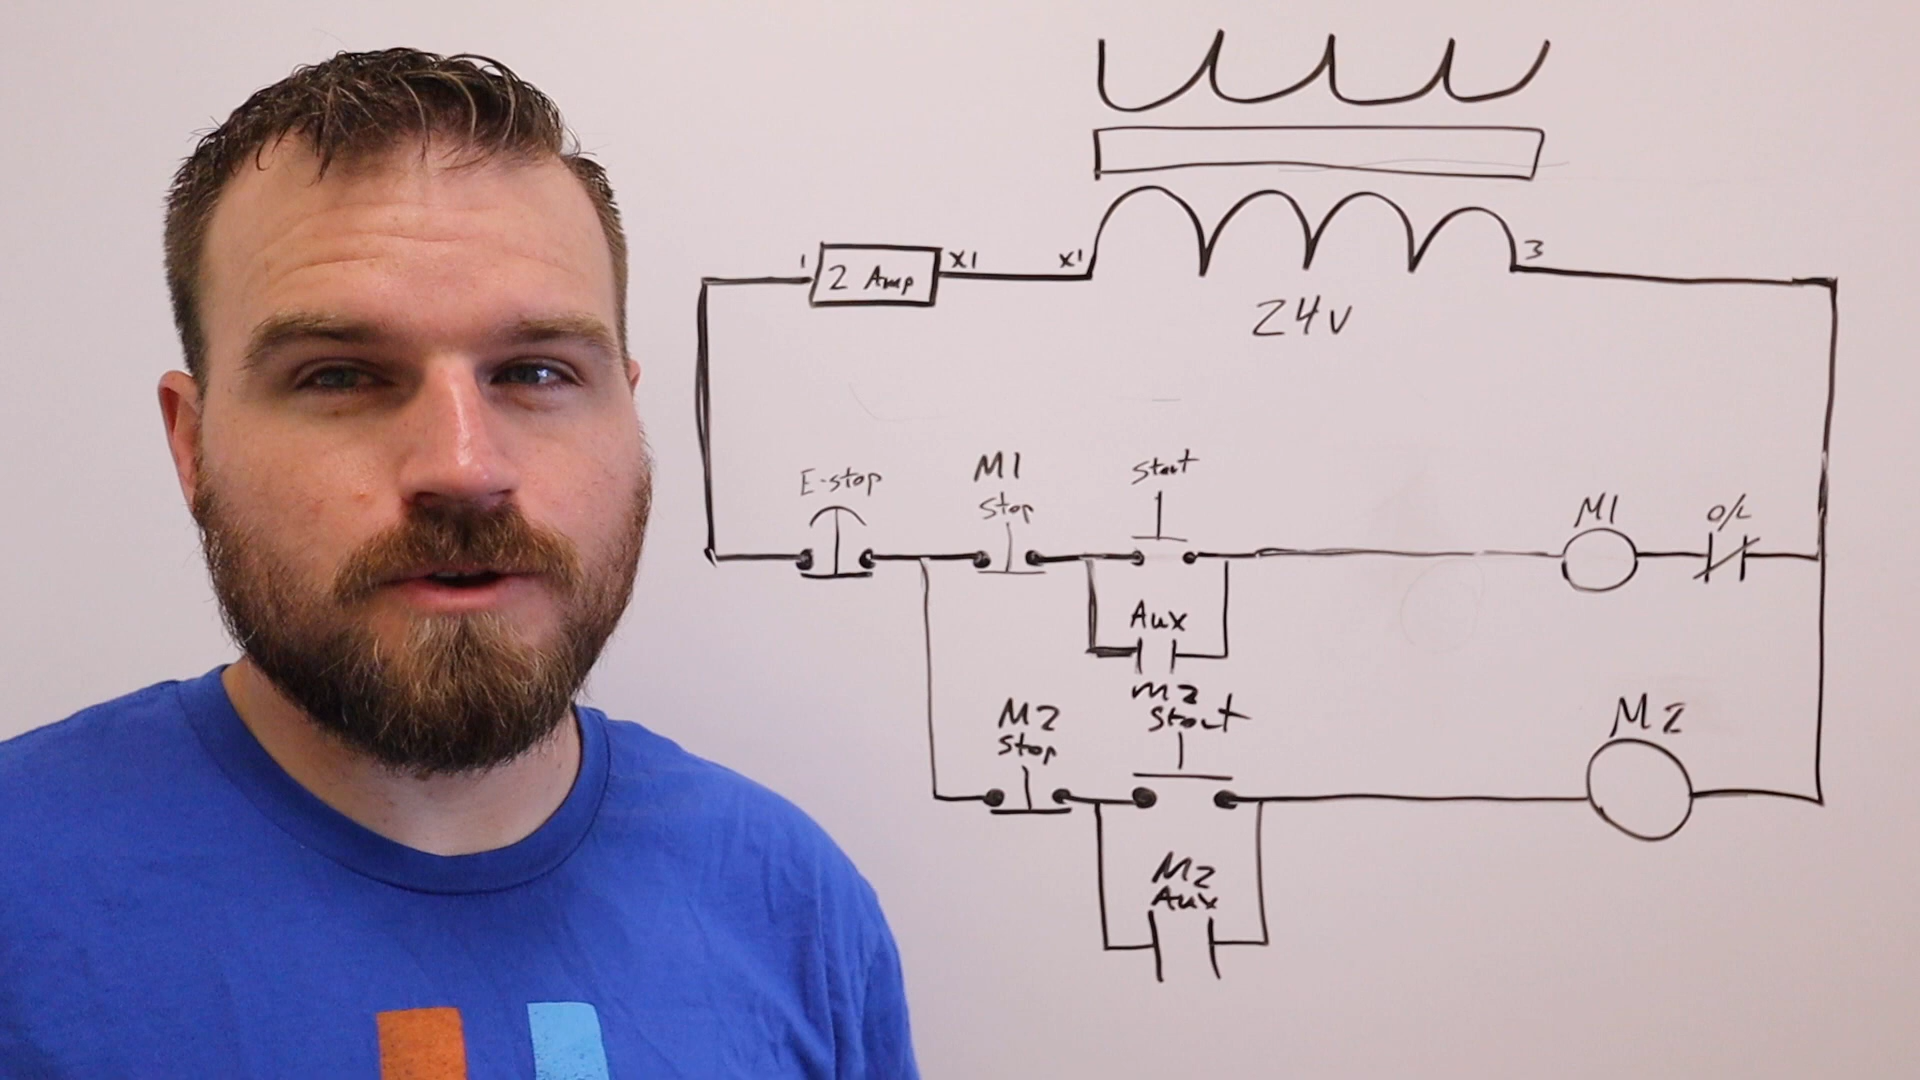 1
2 Amp
X1
X1
3
24v
E-stop
M1
Stop
Start
M1
O/L
Aux
M2
Stop
M2
Start
M2
M2
Aux